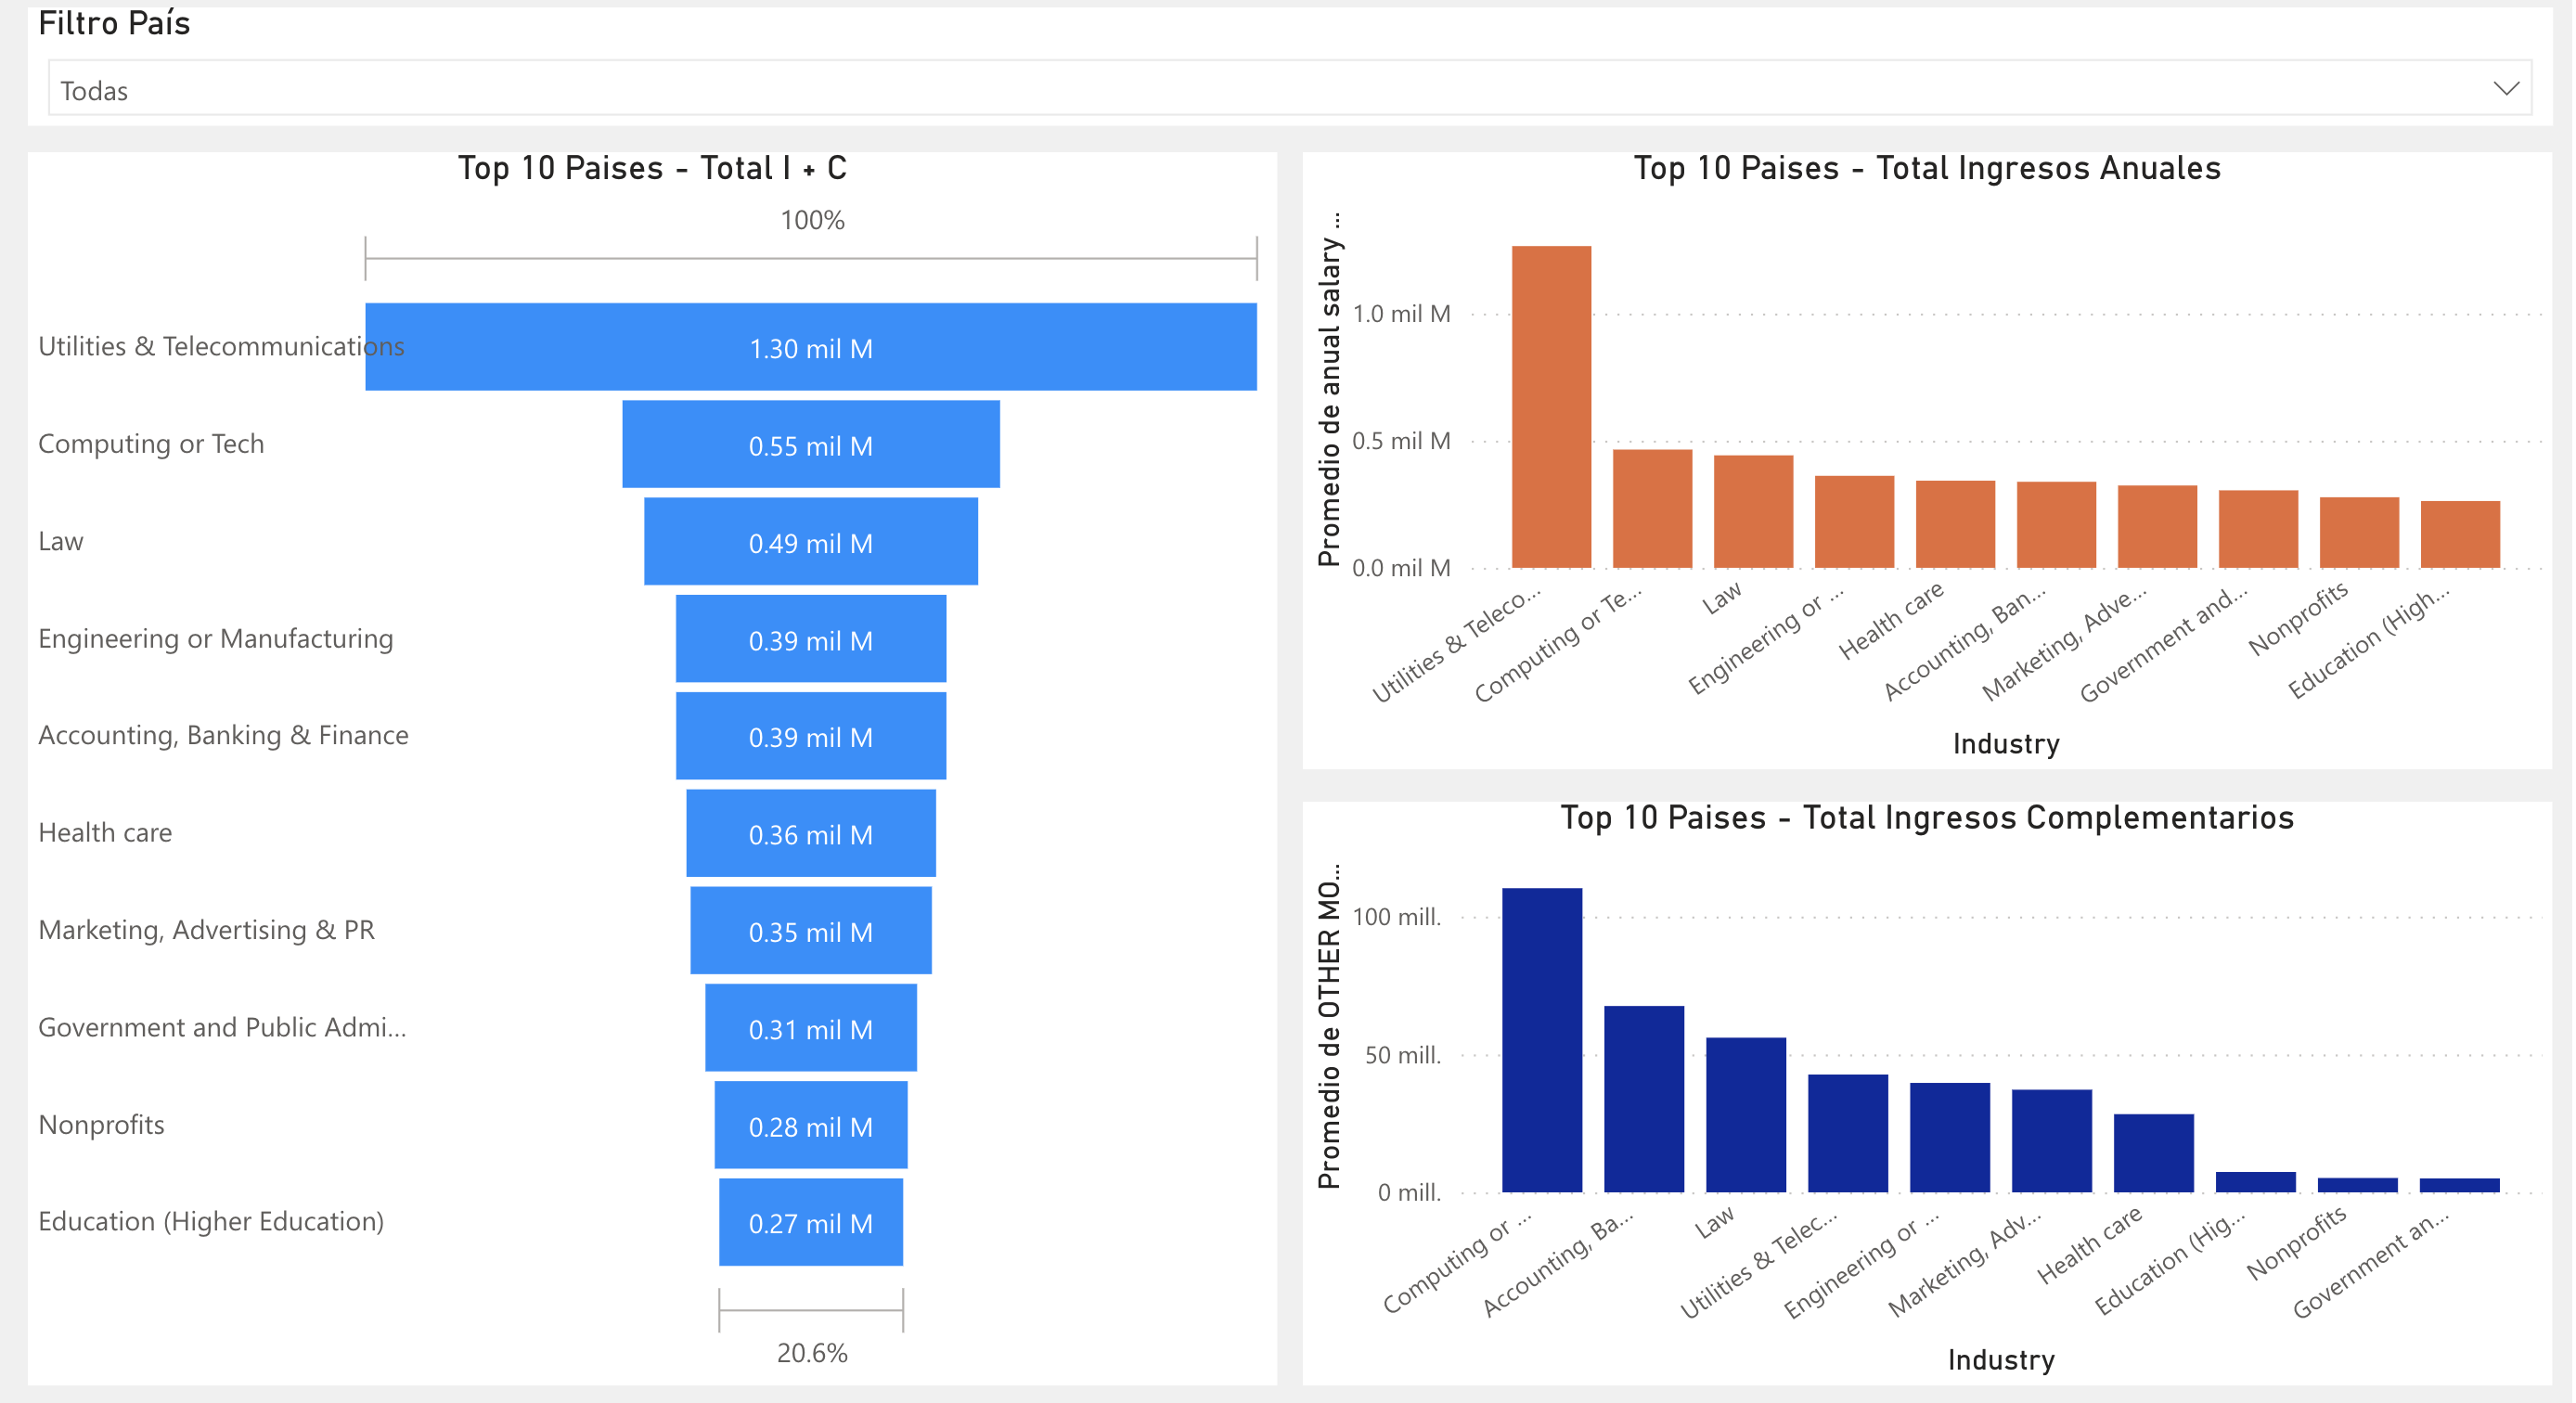 Filtro País
Todas
Top 10 Paises - Total I + C
100%
Utilities & Telecommunications
1.30 mil M
Computing or Tech
0.55 mil M
Law
0.49 mil M
Engineering or Manufacturing
0.39 mil M
Accounting, Banking & Finance
0.39 mil M
Health care
0.36 mil M
Marketing, Advertising & PR
0.35 mil M
Government and Public Admi...
0.31 mil M
Nonprofits
0.28 mil M
Education (Higher Education)
0.27 mil M
20.6%
Top 10 Paises - Total Ingresos Anuales
Promedio de anual salary ...
1.0 mil M
0.5 mil M
0.0 mil M
Utilities & Teleco...
Computing or Te...
Law
Engineering or ...
Health care
Accounting, Ban...
Marketing, Adve...
Government and...
Nonprofits
Education (High...
Industry
Top 10 Paises - Total Ingresos Complementarios
Promedio de OTHER MO...
100 mill.
50 mill.
0 mill.
Computing or ...
Accounting, Ba...
Law
Utilities & Telec...
Engineering or ...
Marketing, Adv...
Health care
Education (Hig...
Nonprofits
Government an...
Industry